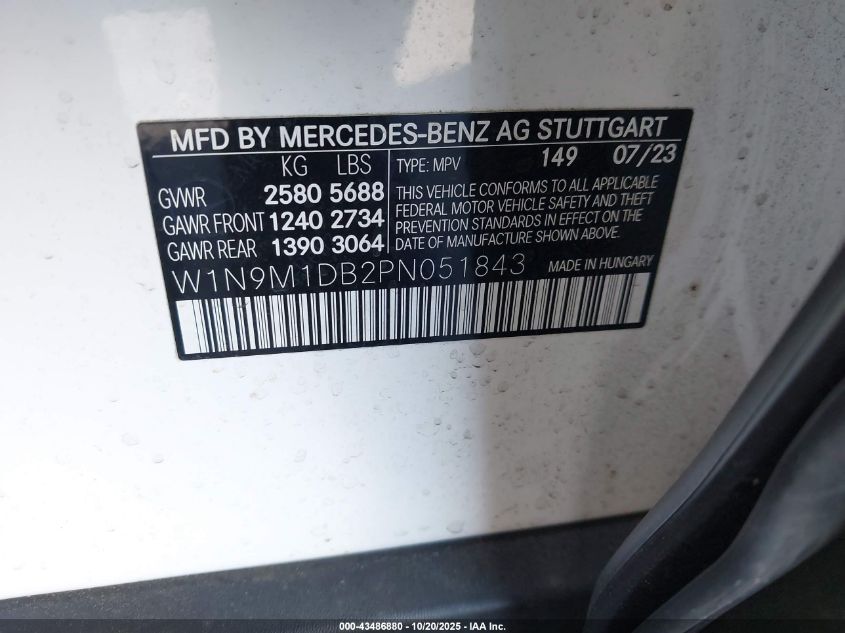 MFD BY MERCEDES-BENZ AG STUTTGART
KG LBS
GVWR 2580 5688
GAWR FRONT 1240 2734
GAWR REAR 1390 3064
TYPE: MPV 149 07/23
THIS VEHICLE CONFORMS TO ALL APPLICABLE
FEDERAL MOTOR VEHICLE SAFETY AND THEFT
PREVENTION STANDARDS IN EFFECT ON THE
DATE OF MANUFACTURE SHOWN ABOVE.
W1N9M1DB2PN051843 MADE IN HUNGARY
000-43486880 | 10/20/2025 | IAA, Inc.